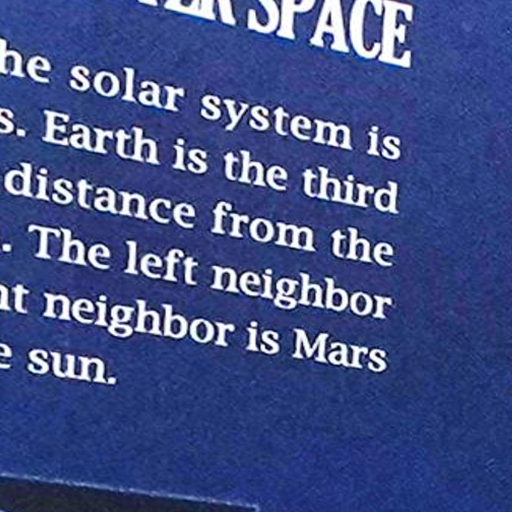 SPACE
he solar system is
s. Earth is the third
distance from the
. The left neighbor
nt neighbor is Mars
e sun.